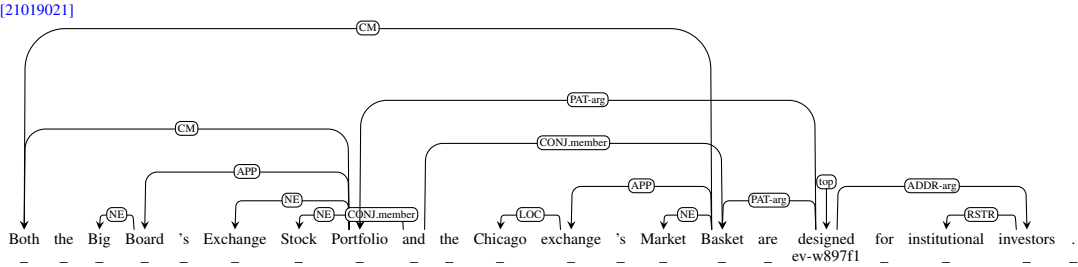 [21019021]
CM
PAT-arg
CM
CONJ.member
APP
top
APP
PAT-arg
ADDR-arg
NE
NE
NE
CONJ.member
LOC
NE
RSTR
Both the Big Board 's Exchange Stock Portfolio and the Chicago exchange 's Market Basket are designed for institutional investors .
_ _ _ _ _ _ _ _ _ _ _ _ _ _ _ _ ev-w897f1 _ _ _ _